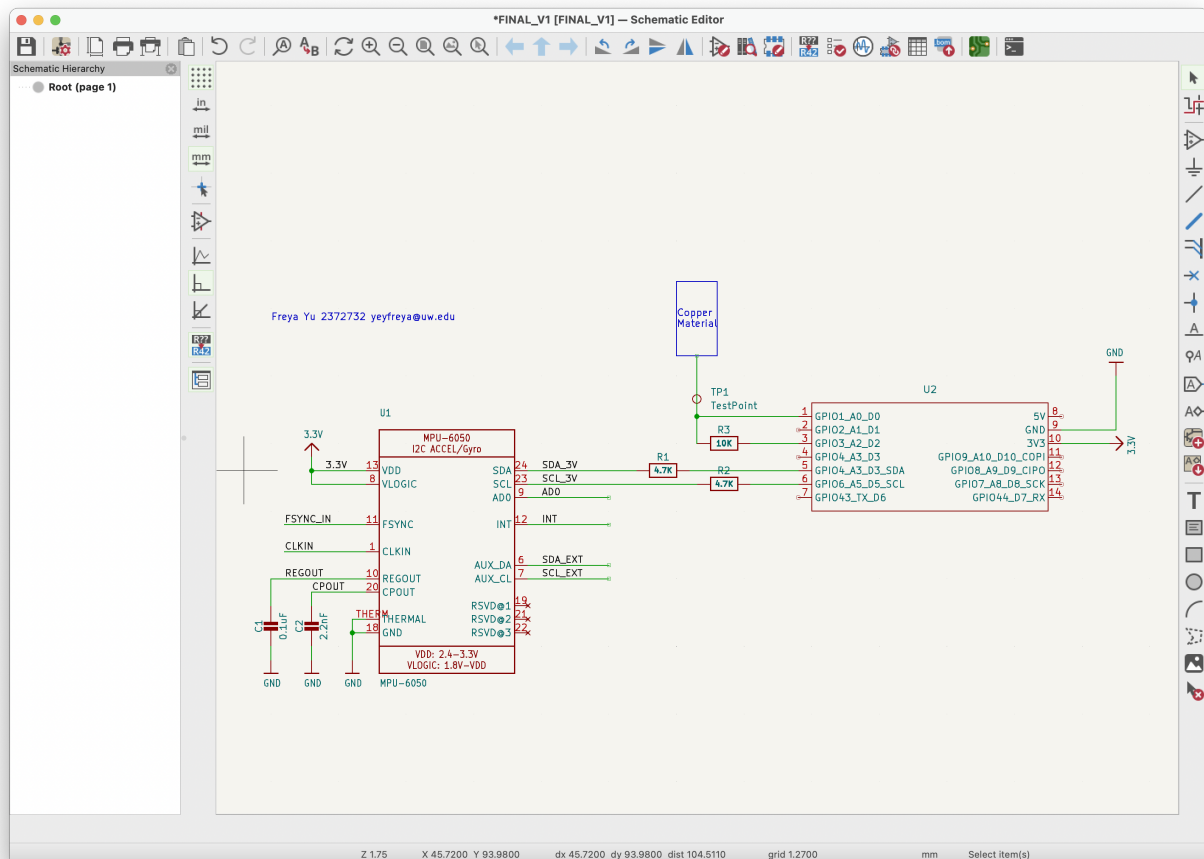 *FINAL_V1 [FINAL_V1] — Schematic Editor
Schematic Hierarchy
Root (page 1)
in
mil
mm
Freya Yu 2372732 yeyfreya@uw.edu
Copper
Material
TP1
TestPoint
GND
U2
1 GPIO1_A0_D0
2 GPIO2_A1_D1
3 GPIO3_A2_D2
4 GPIO4_A3_D3
5 GPIO4_A3_D3_SDA
6 GPIO6_A5_D5_SCL
7 GPIO43_TX_D6
5V 8
GND 9
3V3 10
3.3V
GPIO9_A10_D10_COPI 11
GPIO8_A9_D9_CIPO 12
GPIO7_A8_D8_SCK 13
GPIO44_D7_RX 14
R3
10K
R1
4.7K
R2
4.7K
U1
MPU-6050
I2C ACCEL/Gyro
3.3V
3.3V 13 VDD
8 VLOGIC
FSYNC_IN 11 FSYNC
CLKIN 1 CLKIN
REGOUT 10 REGOUT
CPOUT 20 CPOUT
THERM THERMAL
18 GND
SDA 24 SDA_3V
SCL 23 SCL_3V
AD0 9 AD0
INT 12 INT
AUX_DA 6 SDA_EXT
AUX_CL 7 SCL_EXT
RSVD@1 19
RSVD@2 21
RSVD@3 22
C1
0.1uF
C2
2.2nF
VDD: 2.4-3.3V
VLOGIC: 1.8V-VDD
GND
GND
GND
MPU-6050
Z 1.75 X 45.7200 Y 93.9800 dx 45.7200 dy 93.9800 dist 104.5110 grid 1.2700 mm Select item(s)